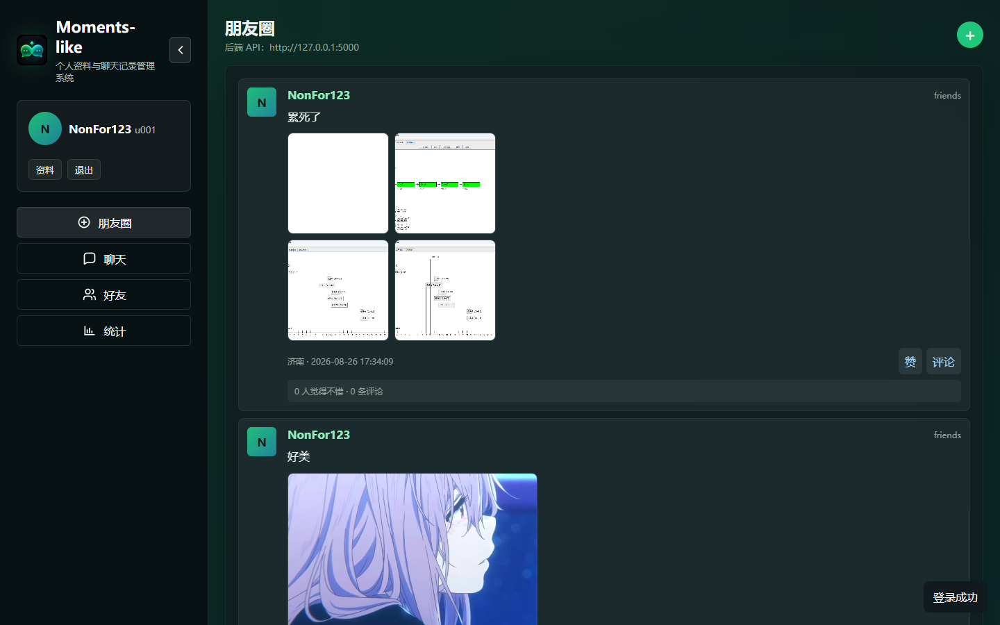 Moments-
like
个人资料与聊天记录管理
系统
N
NonFor123 u001
资料
退出
朋友圈
聊天
好友
统计
朋友圈
后端 API：http://127.0.0.1:5000
+
N
NonFor123
friends
累死了
济南 · 2026-08-26 17:34:09
赞
评论
0 人觉得不错 · 0 条评论
N
NonFor123
friends
好美
登录成功